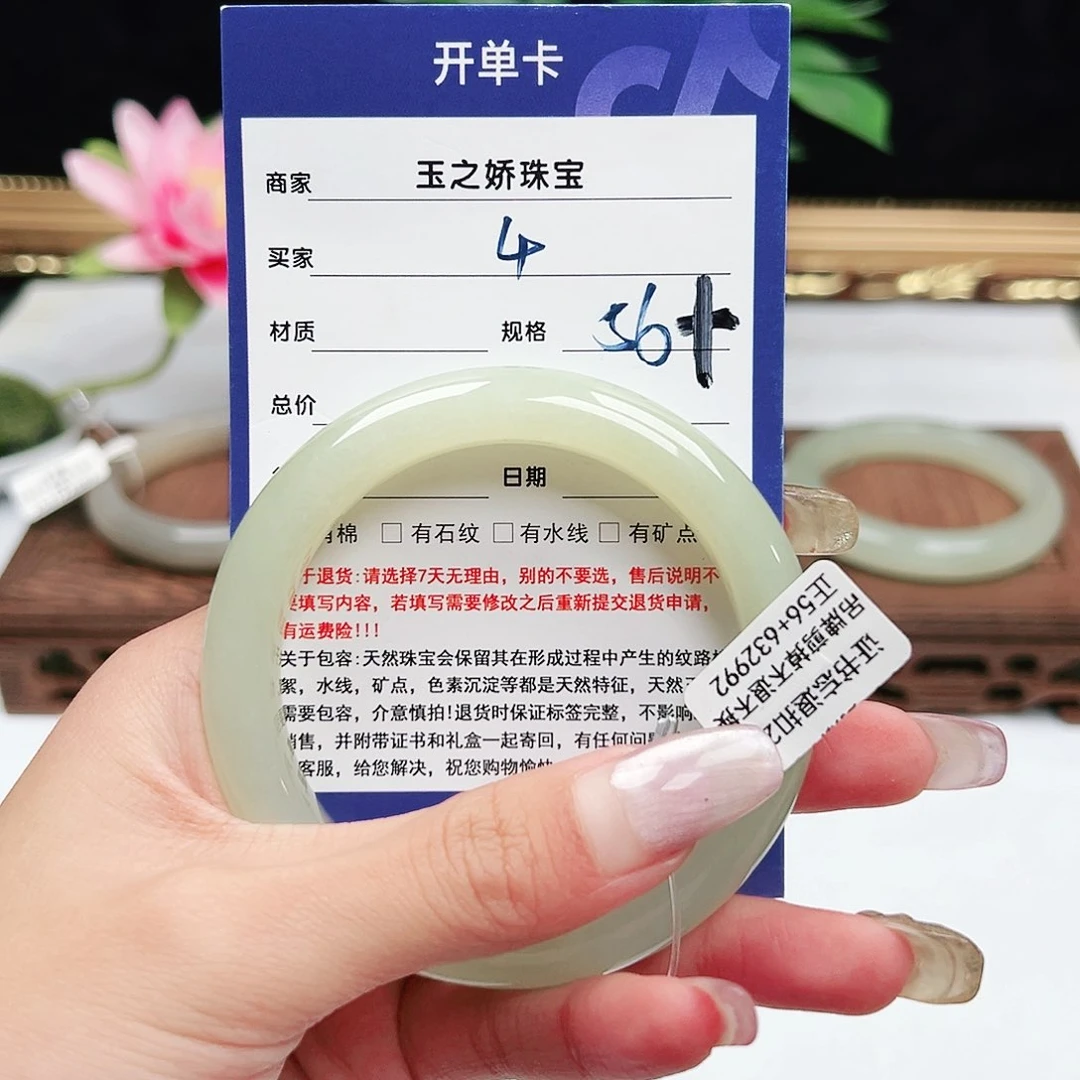 开单卡
商家 玉之娇珠宝
买家 4
材质 规格 56+
总价
日期
棉 □ 有石纹 □ 有水线 □ 有矿点
于退货:请选择7天无理由，别的不要选，售后说明不
要填写内容，若填写需要修改之后重新提交退货申请，
有运费险!!!
关于包容:天然珠宝会保留其在形成过程中产生的纹路
絮，水线，矿点，色素沉淀等都是天然特征，天然
需要包容，介意慎拍!退货时保证标签完整，不影响
销售，并附带证书和礼盒一起寄回，有任何问
客服，给您解决，祝您购物愉快
正56+632992
吊牌剪掉不退不换
证书忘退扣2